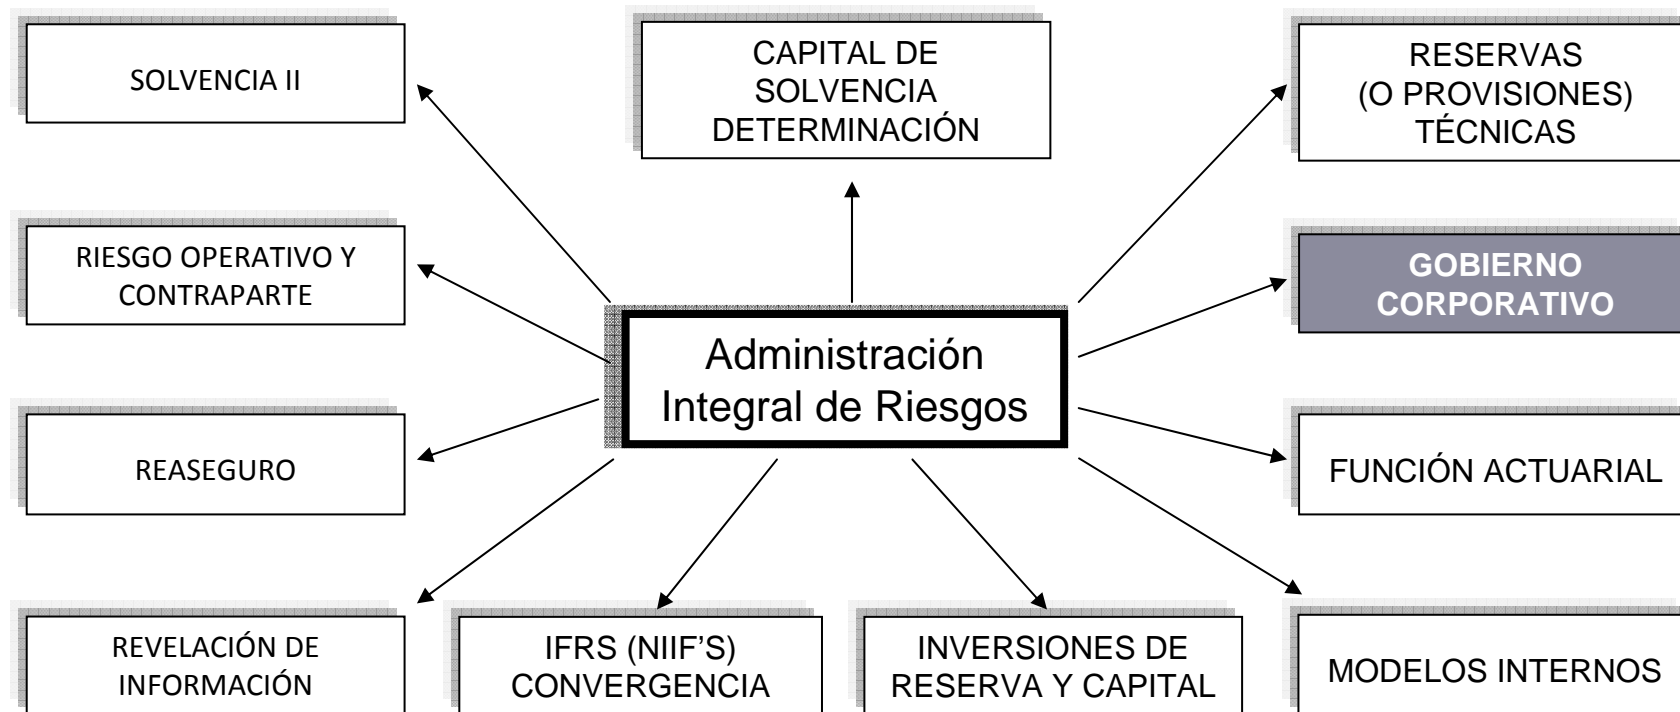 SOLVENCIA II
CAPITAL DE
SOLVENCIA
DETERMINACIÓN
RESERVAS
(O PROVISIONES)
TÉCNICAS
RIESGO OPERATIVO Y
CONTRAPARTE
GOBIERNO
CORPORATIVO
Administración
Integral de Riesgos
REASEGURO
FUNCIÓN ACTUARIAL
REVELACIÓN DE
INFORMACIÓN
IFRS (NIIF'S)
CONVERGENCIA
INVERSIONES DE
RESERVA Y CAPITAL
MODELOS INTERNOS